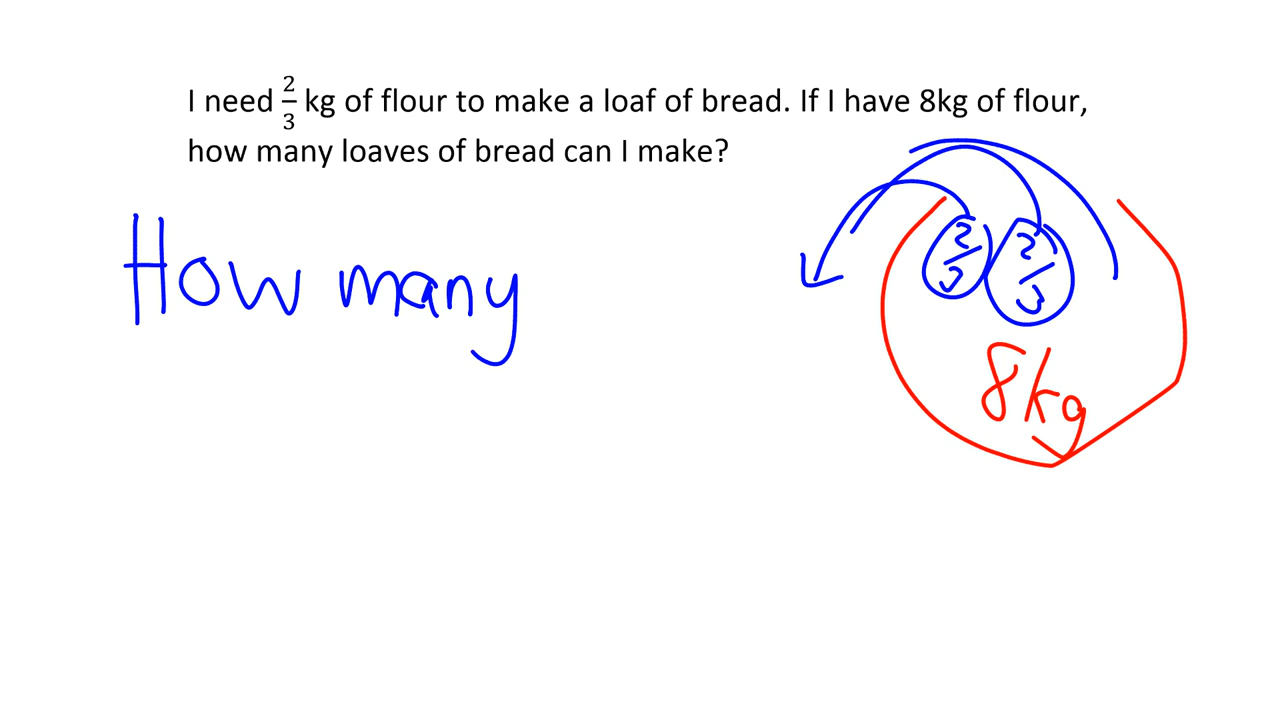 I need 2/3 kg of flour to make a loaf of bread. If I have 8kg of flour,
how many loaves of bread can I make?
How many
2/3 2/3
8kg